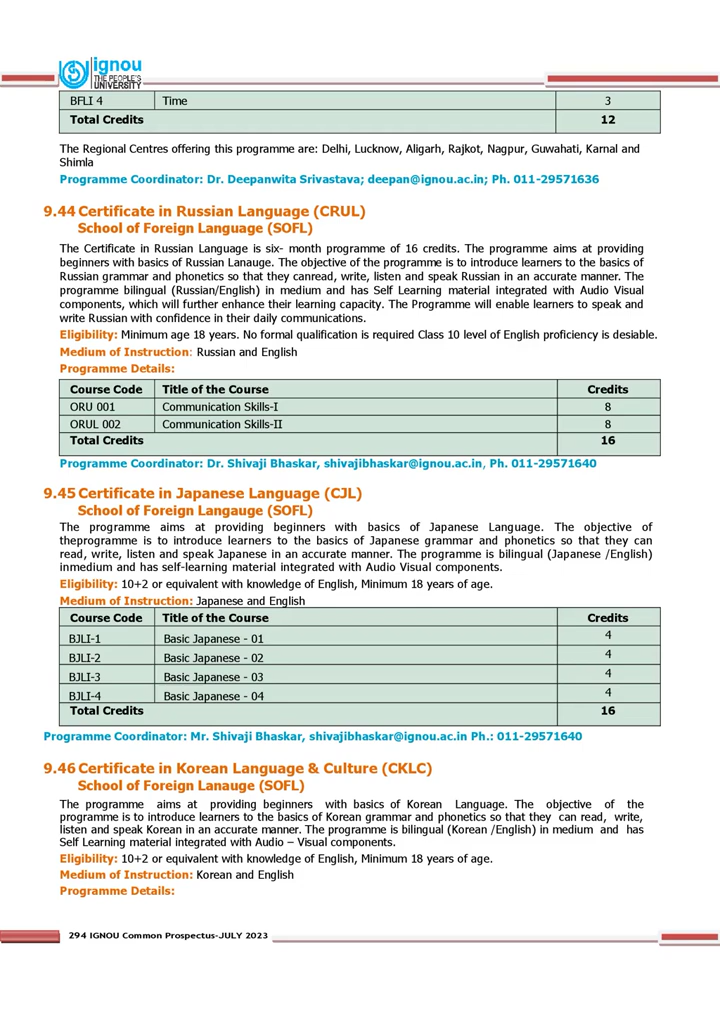 ignou
THE PEOPLE'S
UNIVERSITY
BFLI 4 Time 3
Total Credits 12
The Regional Centres offering this programme are: Delhi, Lucknow, Aligarh, Rajkot, Nagpur, Guwahati, Karnal and
Shimla
Programme Coordinator: Dr. Deepanwita Srivastava; deepan@ignou.ac.in; Ph. 011-29571636
9.44 Certificate in Russian Language (CRUL)
School of Foreign Language (SOFL)
The Certificate in Russian Language is six- month programme of 16 credits. The programme aims at providing
beginners with basics of Russian Lanauge. The objective of the programme is to introduce learners to the basics of
Russian grammar and phonetics so that they canread, write, listen and speak Russian in an accurate manner. The
programme bilingual (Russian/English) in medium and has Self Learning material integrated with Audio Visual
components, which will further enhance their learning capacity. The Programme will enable learners to speak and
write Russian with confidence in their daily communications.
Eligibility: Minimum age 18 years. No formal qualification is required Class 10 level of English proficiency is desiable.
Medium of Instruction: Russian and English
Programme Details:
Course Code Title of the Course Credits
ORU 001 Communication Skills-I 8
ORUL 002 Communication Skills-II 8
Total Credits 16
Programme Coordinator: Dr. Shivaji Bhaskar, shivajibhaskar@ignou.ac.in, Ph. 011-29571640
9.45 Certificate in Japanese Language (CJL)
School of Foreign Langauge (SOFL)
The programme aims at providing beginners with basics of Japanese Language. The objective of
theprogramme is to introduce learners to the basics of Japanese grammar and phonetics so that they can
read, write, listen and speak Japanese in an accurate manner. The programme is bilingual (Japanese /English)
inmedium and has self-learning material integrated with Audio Visual components.
Eligibility: 10+2 or equivalent with knowledge of English, Minimum 18 years of age.
Medium of Instruction: Japanese and English
Course Code Title of the Course Credits
BJLI-1 Basic Japanese - 01 4
BJLI-2 Basic Japanese - 02 4
BJLI-3 Basic Japanese - 03 4
BJLI-4 Basic Japanese - 04 4
Total Credits 16
Programme Coordinator: Mr. Shivaji Bhaskar, shivajibhaskar@ignou.ac.in Ph.: 011-29571640
9.46 Certificate in Korean Language & Culture (CKLC)
School of Foreign Lanauge (SOFL)
The programme aims at providing beginners with basics of Korean Language. The objective of the
programme is to introduce learners to the basics of Korean grammar and phonetics so that they can read, write,
listen and speak Korean in an accurate manner. The programme is bilingual (Korean /English) in medium and has
Self Learning material integrated with Audio – Visual components.
Eligibility: 10+2 or equivalent with knowledge of English, Minimum 18 years of age.
Medium of Instruction: Korean and English
Programme Details:
294 IGNOU Common Prospectus-JULY 2023